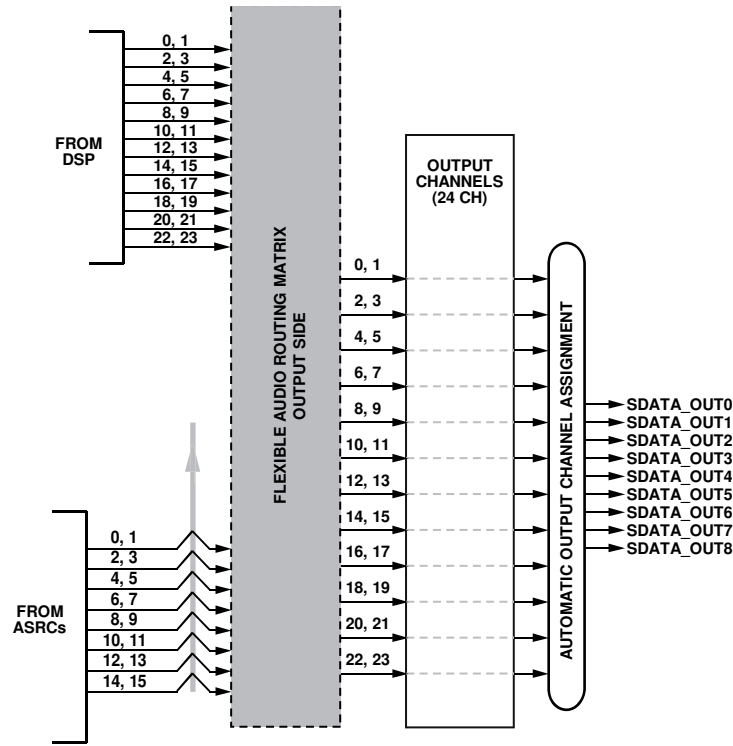 FROM
DSP
0, 1
2, 3
4, 5
6, 7
8, 9
10, 11
12, 13
14, 15
16, 17
18, 19
20, 21
22, 23
FROM
ASRCs
0, 1
2, 3
4, 5
6, 7
8, 9
10, 11
12, 13
14, 15
FLEXIBLE AUDIO ROUTING MATRIX
OUTPUT SIDE
0, 1
2, 3
4, 5
6, 7
8, 9
10, 11
12, 13
14, 15
16, 17
18, 19
20, 21
22, 23
OUTPUT
CHANNELS
(24 CH)
AUTOMATIC OUTPUT CHANNEL ASSIGNMENT
SDATA_OUT0
SDATA_OUT1
SDATA_OUT2
SDATA_OUT3
SDATA_OUT4
SDATA_OUT5
SDATA_OUT6
SDATA_OUT7
SDATA_OUT8